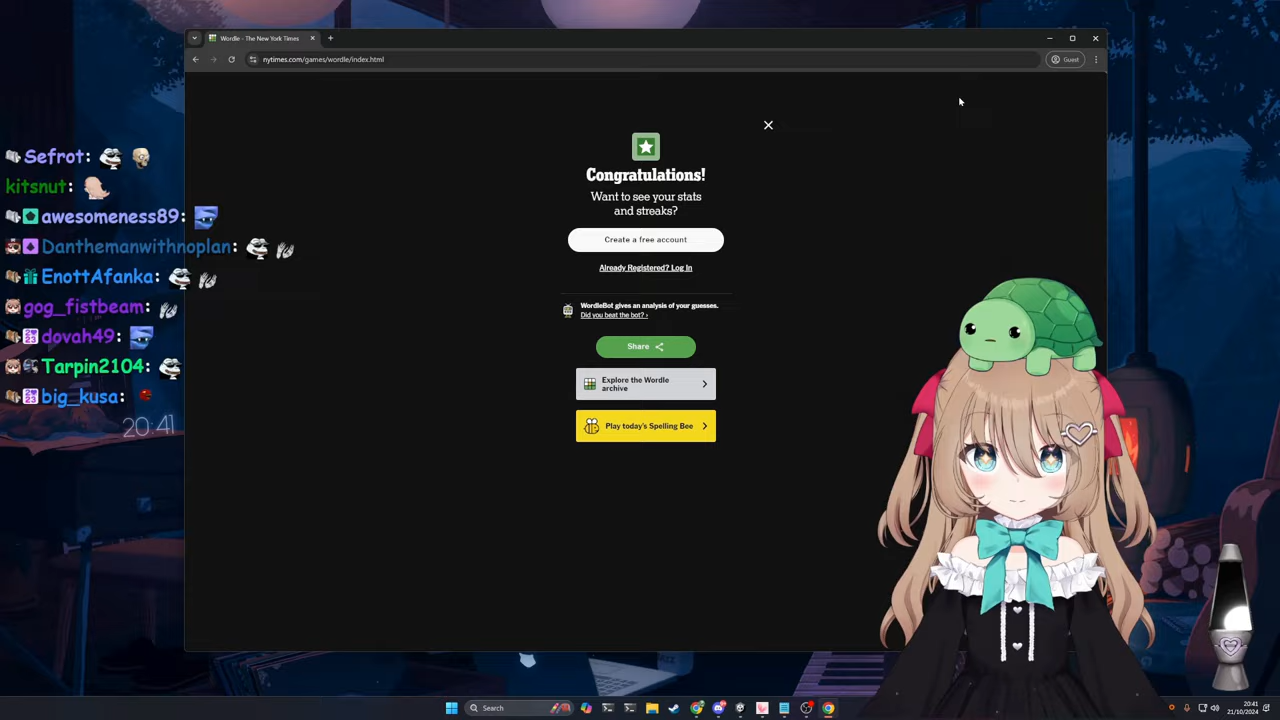 Wordle - The New York Times
nytimes.com/games/wordle/index.html
Guest
Congratulations!
Want to see your stats
and streaks?
Create a free account
Already Registered? Log In
WordleBot gives an analysis of your guesses.
Did you beat the bot? ›
Share
Explore the Wordle
archive
Play today's Spelling Bee
Sefrot:
kitsnut:
awesomeness89:
Danthemanwithnoplan:
EnottAfanka:
gog_fistbeam:
dovah49:
Tarpin2104:
big_kusa:
20:41
Search
20:41
21/10/2024